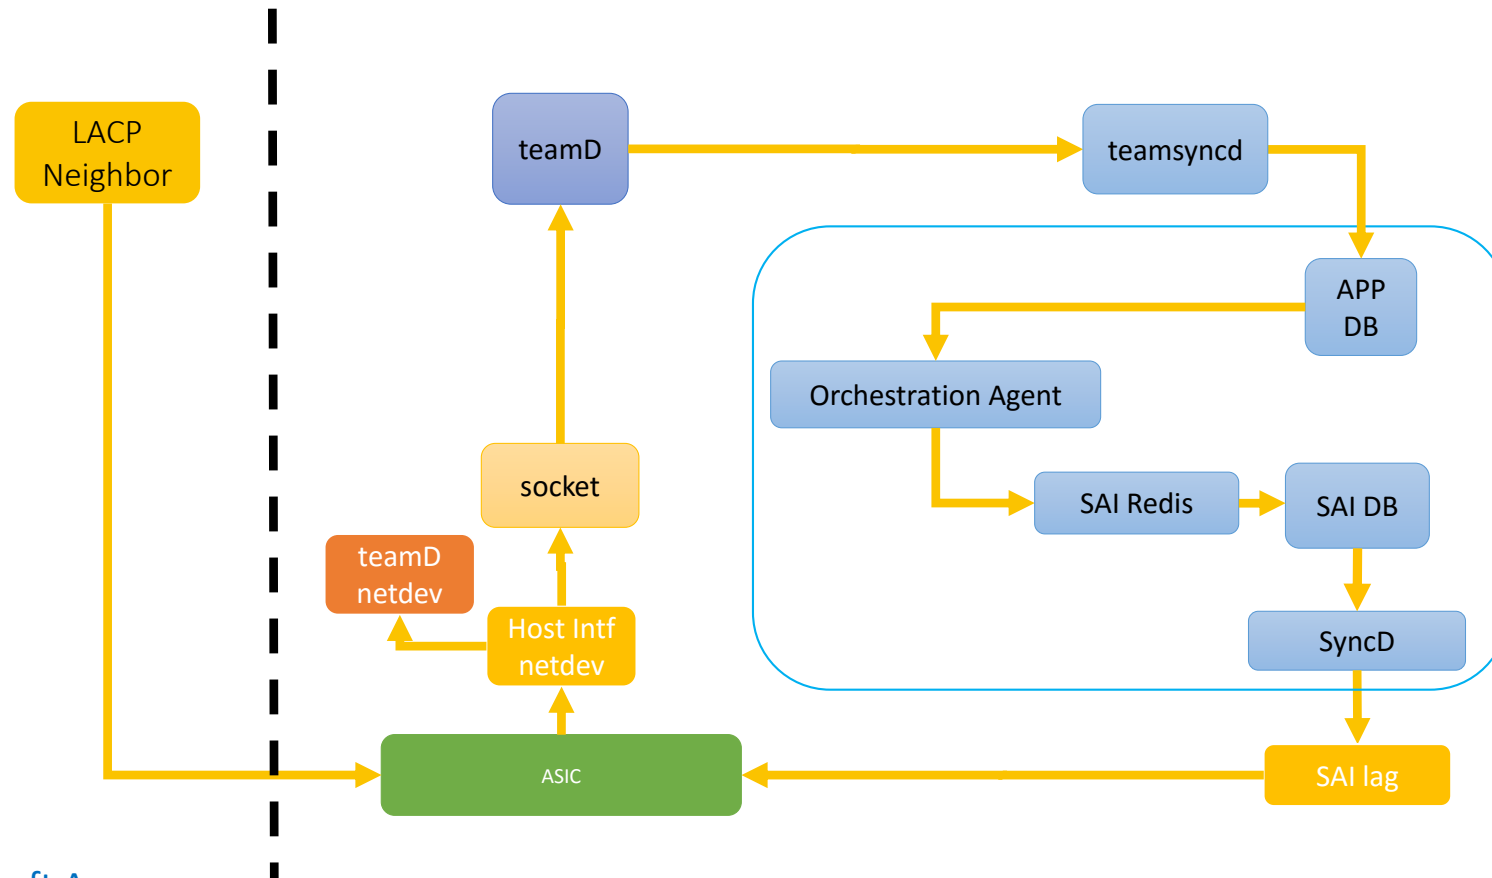 LACP
Neighbor
teamD
teamsyncd
APP
DB
Orchestration Agent
socket
SAI Redis
SAI DB
teamD
netdev
Host Intf
netdev
SyncD
ASIC
SAI lag